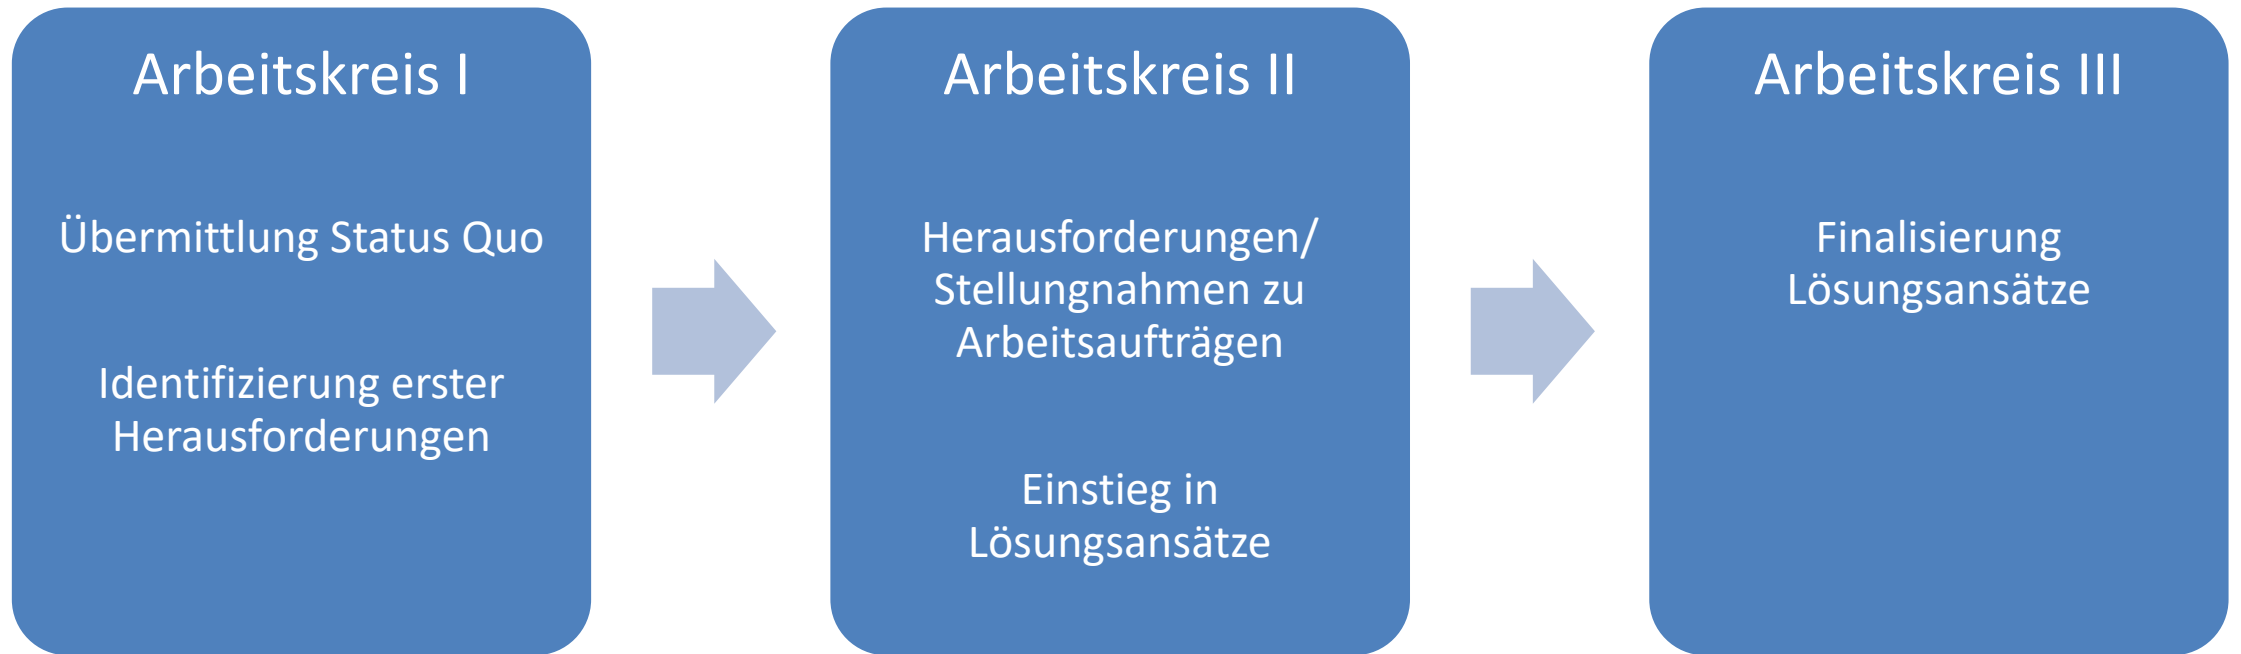 Arbeitskreis I
Übermittlung Status Quo
Identifizierung erster
Herausforderungen
Arbeitskreis II
Herausforderungen/
Stellungnahmen zu
Arbeitsaufträgen
Einstieg in
Lösungsansätze
Arbeitskreis III
Finalisierung
Lösungsansätze